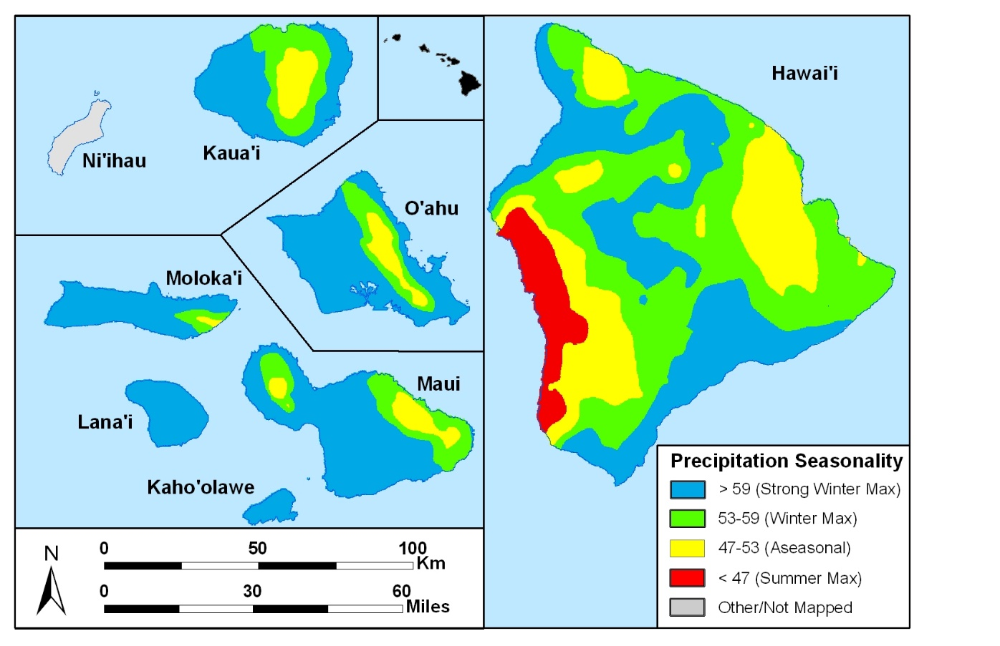 Hawai'i
Ni'ihau
Kaua'i
O'ahu
Moloka'i
Maui
Lana'i
Kaho'olawe
Precipitation Seasonality
> 59 (Strong Winter Max)
53-59 (Winter Max)
47-53 (Aseasonal)
< 47 (Summer Max)
Other/Not Mapped
N
0 50 100
Km
0 30 60
Miles